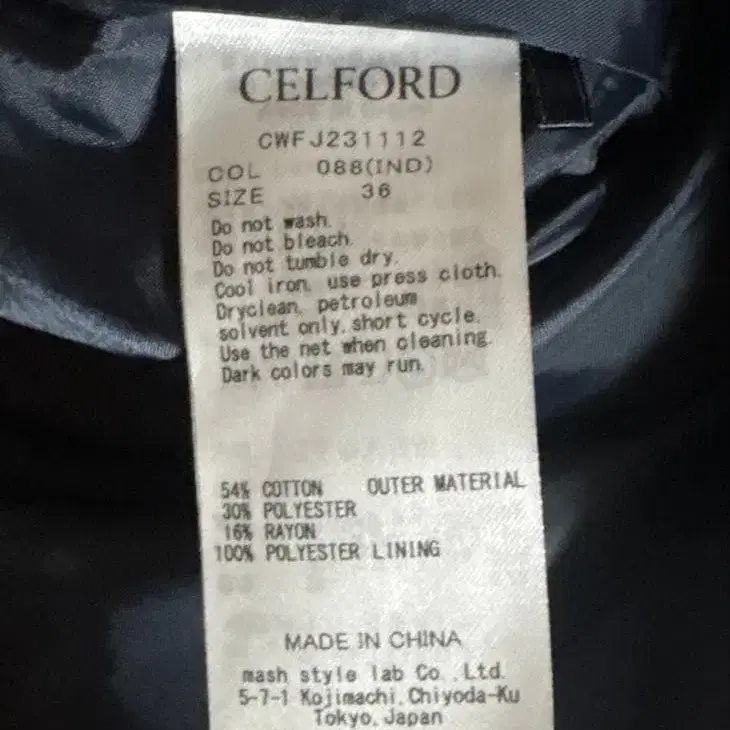 CELFORD
CWFJ231112
COL 088(IND)
SIZE 36
Do not wash.
Do not bleach.
Do not tumble dry.
Cool iron, use press cloth.
Dryclean, petroleum
solvent only, short cycle.
Use the net when cleaning.
Dark colors may run.
54% COTTON OUTER MATERIAL
30% POLYESTER
16% RAYON
100% POLYESTER LINING
MADE IN CHINA
mash style lab Co.,Ltd.
5-7-1 Kojimachi,Chiyoda-Ku
Tokyo,Japan